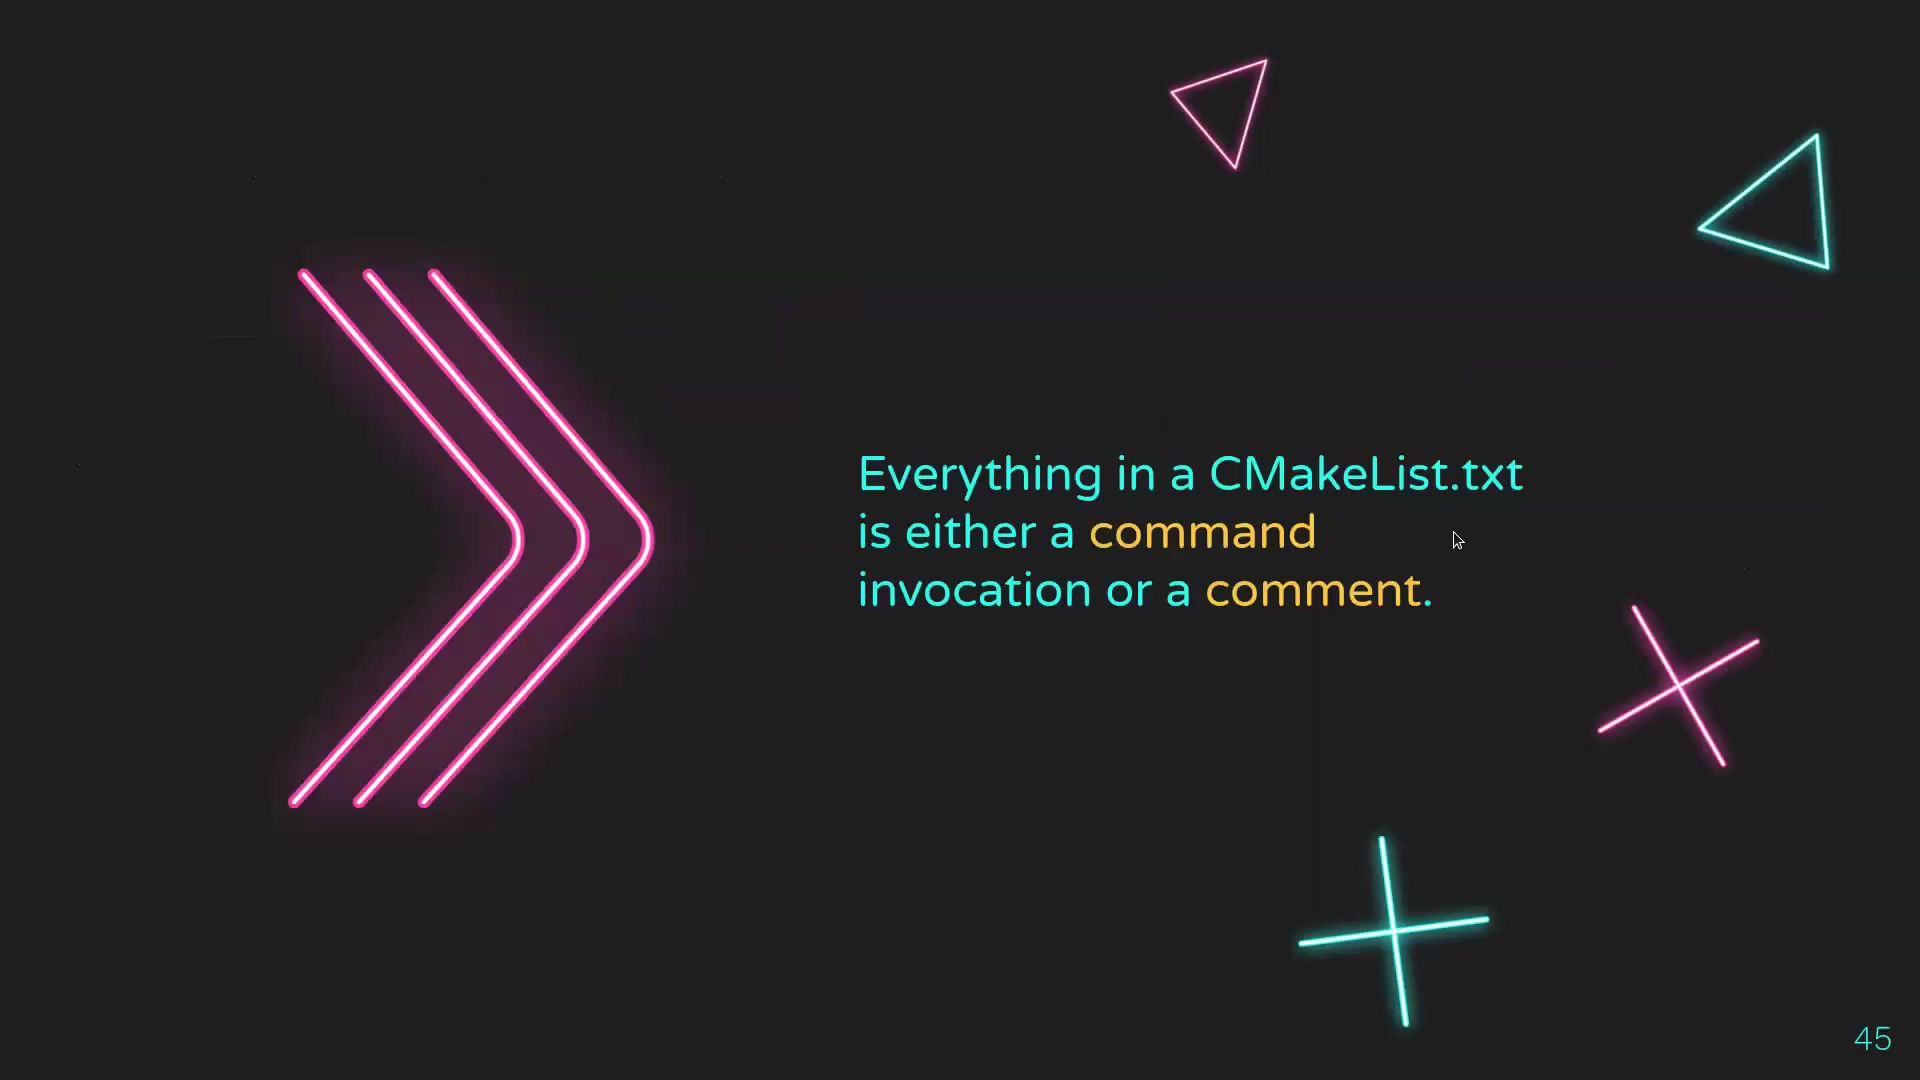 Everything in a CMakeList.txt
is either a command
invocation or a comment.
45